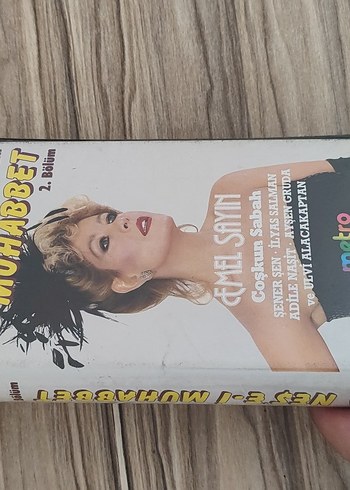 MUHABBET
2. Bölüm
EMEL SAYIN
Coşkun Sabah
ŞENER ŞEN · İLYAS SALMAN
ADİLE NAŞİT · AYŞEN GRUDA
ve ULVİ ALACAKAPTAN
metro
NEŞ'E-İ MUHABBET